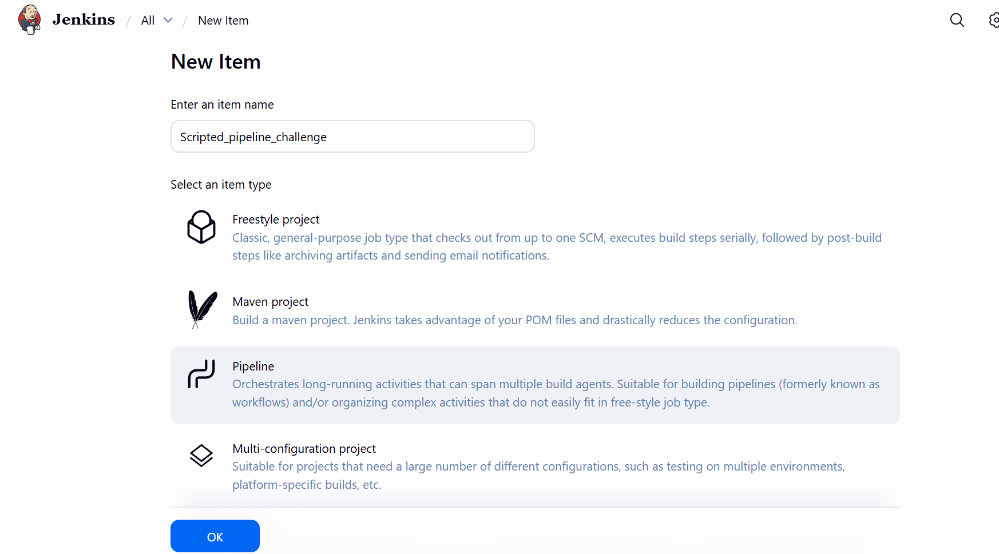 Jenkins / All / New Item
New Item
Enter an item name
Scripted_pipeline_challenge
Select an item type
Freestyle project
Classic, general-purpose job type that checks out from up to one SCM, executes build steps serially, followed by post-build
steps like archiving artifacts and sending email notifications.
Maven project
Build a maven project. Jenkins takes advantage of your POM files and drastically reduces the configuration.
Pipeline
Orchestrates long-running activities that can span multiple build agents. Suitable for building pipelines (formerly known as
workflows) and/or organizing complex activities that do not easily fit in free-style job type.
Multi-configuration project
Suitable for projects that need a large number of different configurations, such as testing on multiple environments,
platform-specific builds, etc.
OK